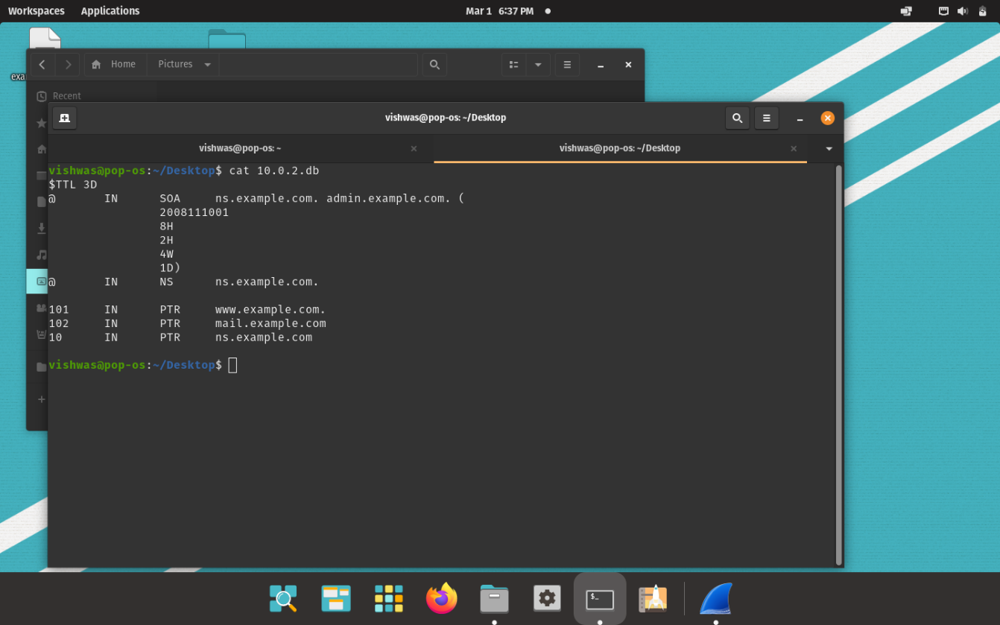 Workspaces Applications Mar 1 6:37 PM
exa
Home Pictures
Recent
vishwas@pop-os: ~/Desktop
vishwas@pop-os: ~ vishwas@pop-os: ~/Desktop
vishwas@pop-os:~/Desktop$ cat 10.0.2.db
$TTL 3D
@ IN SOA ns.example.com. admin.example.com. (
2008111001
8H
2H
4W
1D)
@ IN NS ns.example.com.
101 IN PTR www.example.com.
102 IN PTR mail.example.com
10 IN PTR ns.example.com
vishwas@pop-os:~/Desktop$
$_